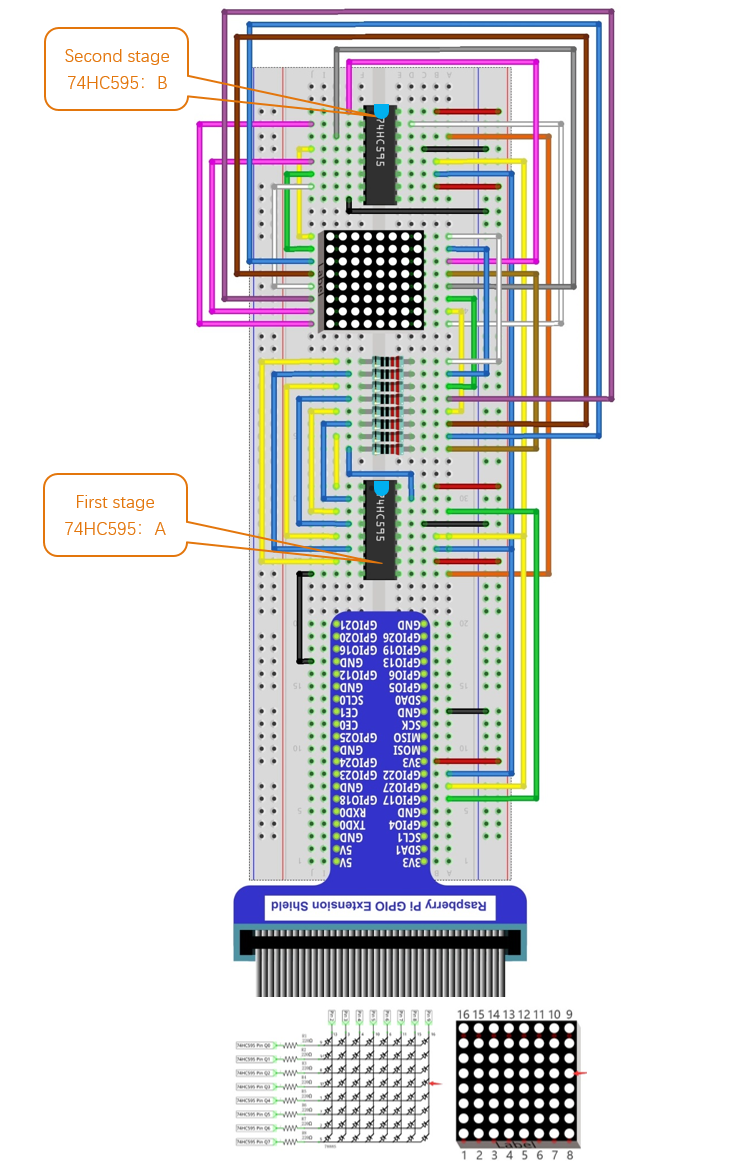 Second stage
74HC595：B
74HC595
First stage
74HC595：A
74HC595
GPIO21 GND
GPIO20 GPIO26
GPIO16 GPIO19
GND GPIO13
GPIO12 GPIO6
GND GPIO5
SCL0 SDA0
CE1 GND
CE0 SCK
GPIO25 MISO
GND MOSI
GPIO24 3V3
GPIO23 GPIO22
GND GPIO27
GPIO18 GPIO17
RXD0 GND
TXD0 GPIO4
GND SCL1
5V SDA1
5V 3V3
Raspberry Pi GPIO Extension Shield
74HC595 Pin Q0
74HC595 Pin Q1
74HC595 Pin Q2
74HC595 Pin Q3
74HC595 Pin Q4
74HC595 Pin Q5
74HC595 Pin Q6
74HC595 Pin Q7
16 15 14 13 12 11 10 9
Label
1 2 3 4 5 6 7 8